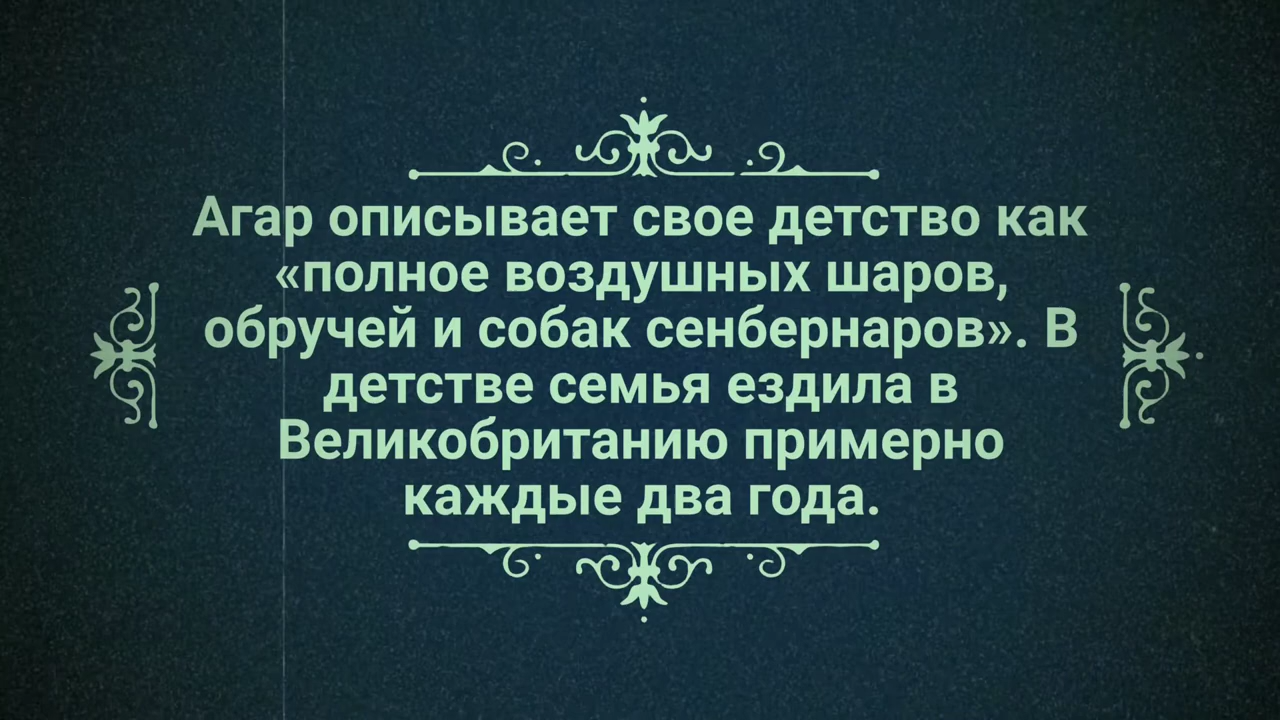 Агар описывает свое детство как
«полное воздушных шаров,
обручей и собак сенбернаров». В
детстве семья ездила в
Великобританию примерно
каждые два года.